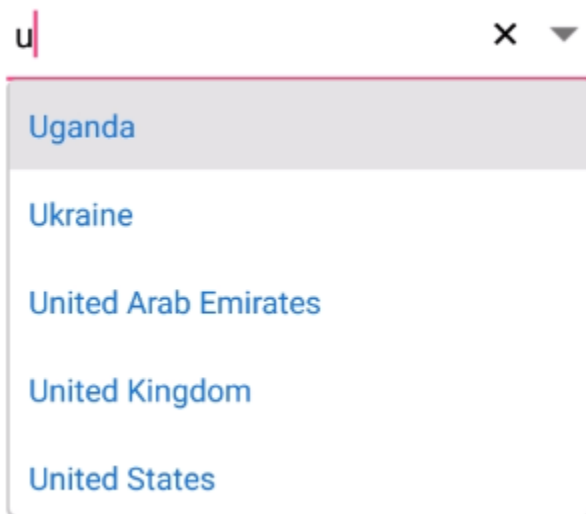 u
Uganda
Ukraine
United Arab Emirates
United Kingdom
United States